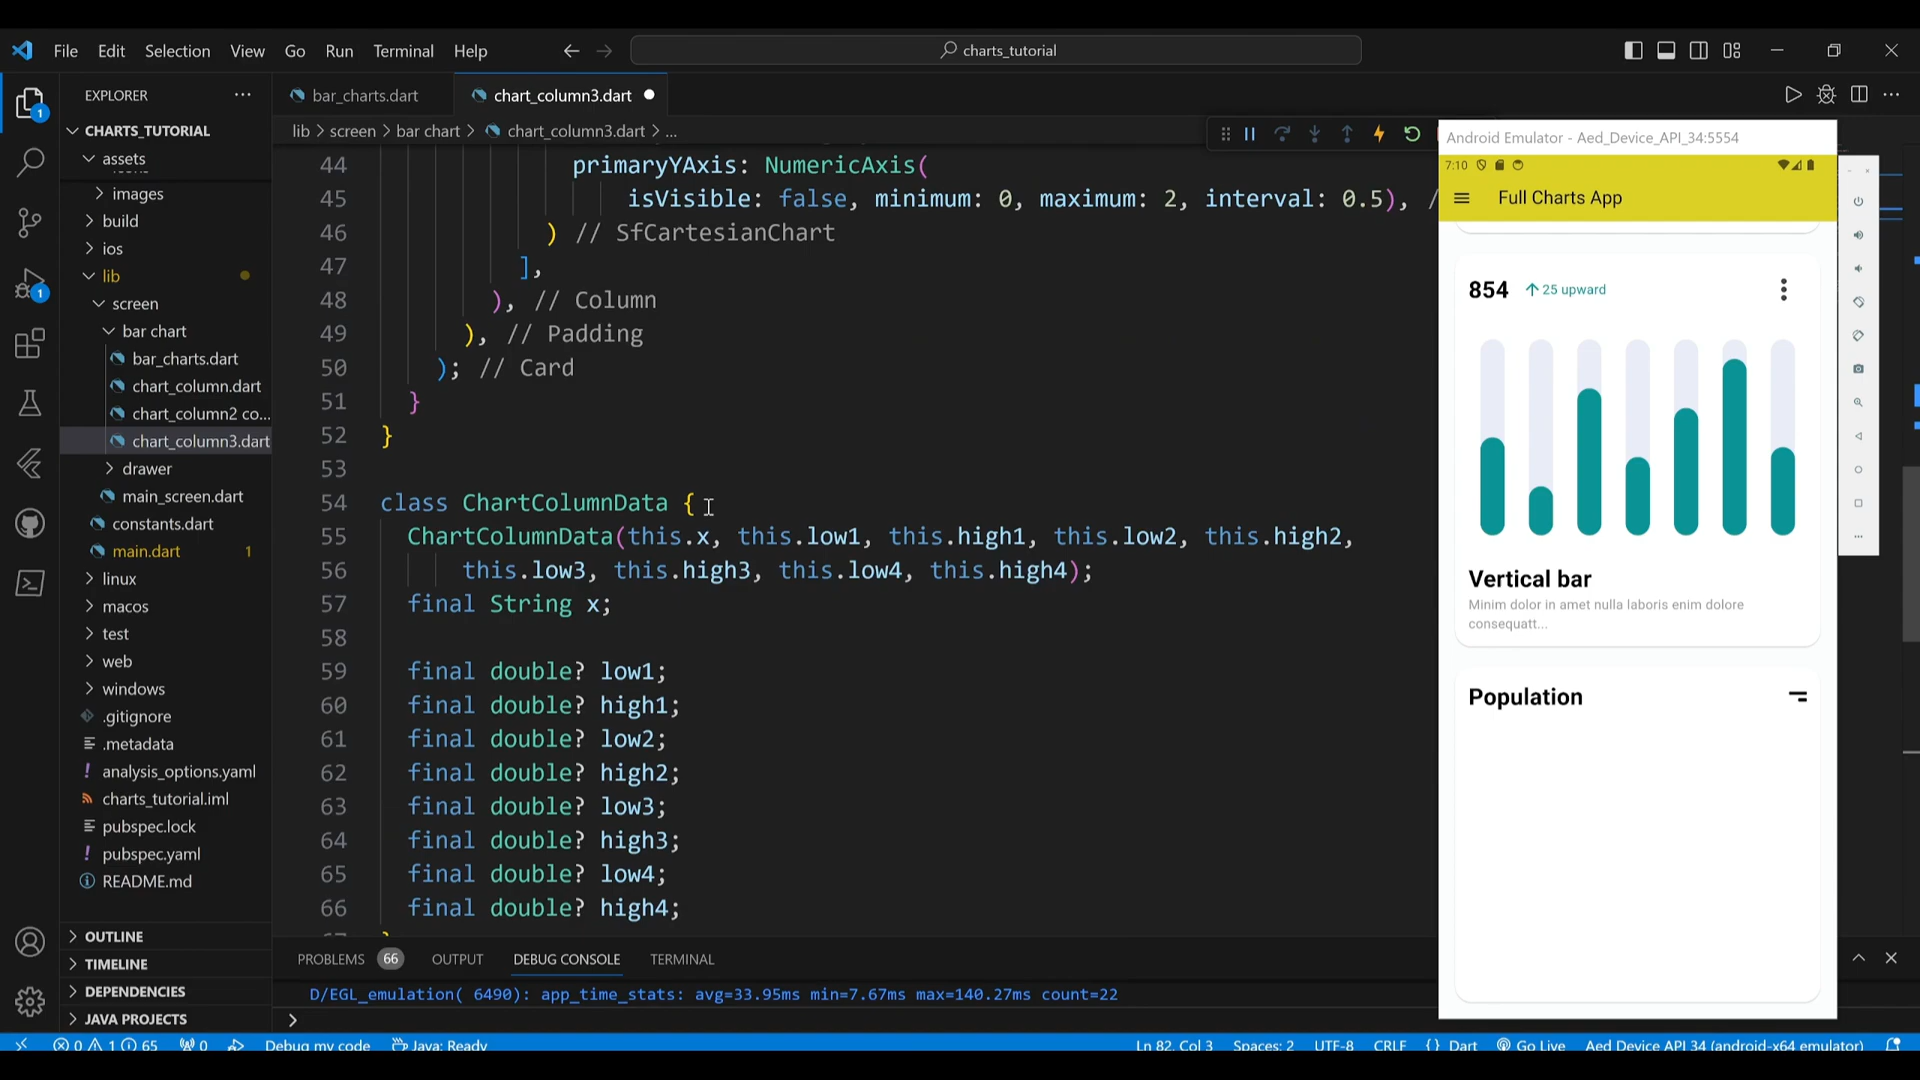 File Edit Selection View Go Run Terminal Help
charts_tutorial
EXPLORER
CHARTS_TUTORIAL
assets
images
build
ios
lib
screen
bar chart
bar_charts.dart
chart_column.dart
chart_column2 co...
chart_column3.dart
drawer
main_screen.dart
constants.dart
main.dart 1
linux
macos
test
web
windows
.gitignore
.metadata
analysis_options.yaml
charts_tutorial.iml
pubspec.lock
pubspec.yaml
README.md
OUTLINE
TIMELINE
DEPENDENCIES
JAVA PROJECTS
1
1
bar_charts.dart chart_column3.dart
lib > screen > bar chart > chart_column3.dart > ...
44 primaryYAxis: NumericAxis(
45 isVisible: false, minimum: 0, maximum: 2, interval: 0.5), /
46 ) // SfCartesianChart
47 ],
48 ), // Column
49 ), // Padding
50 ); // Card
51 }
52 }
53
54 class ChartColumnData {
55 ChartColumnData(this.x, this.low1, this.high1, this.low2, this.high2,
56 this.low3, this.high3, this.low4, this.high4);
57 final String x;
58
59 final double? low1;
60 final double? high1;
61 final double? low2;
62 final double? high2;
63 final double? low3;
64 final double? high3;
65 final double? low4;
66 final double? high4;
PROBLEMS 66 OUTPUT DEBUG CONSOLE TERMINAL
D/EGL_emulation( 6490): app_time_stats: avg=33.95ms min=7.67ms max=140.27ms count=22
>
Android Emulator - Aed_Device_API_34:5554
7:10
Full Charts App
854 25 upward
Vertical bar
Minim dolor in amet nulla laboris enim dolore
consequatt...
Population
0 1 65 0 Debug my code Java: Ready Ln 82, Col 3 Spaces: 2 UTF-8 CRLF {} Dart Go Live Aed Device API 34 (android-x64 emulator)